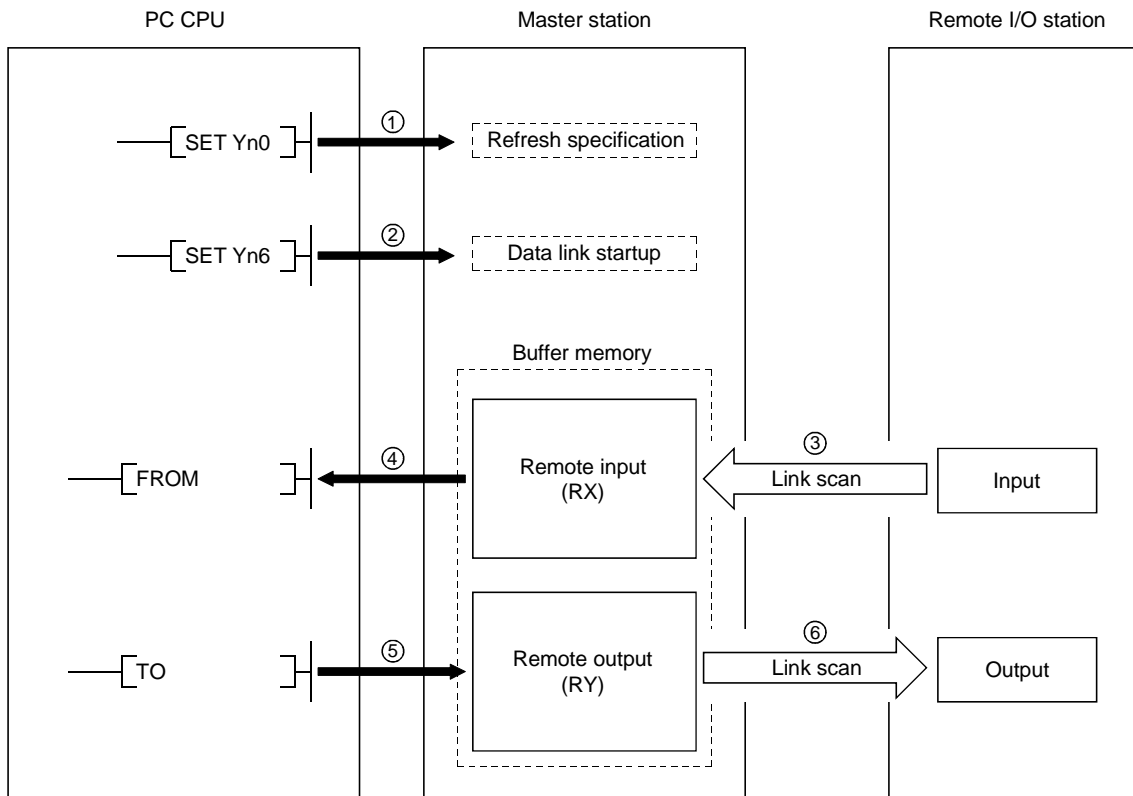 PC CPU
Master station
Remote I/O station
SET Yn0
①
Refresh specification
SET Yn6
②
Data link startup
Buffer memory
FROM
④
Remote input
(RX)
③
Link scan
Input
TO
⑤
Remote output
(RY)
⑥
Link scan
Output